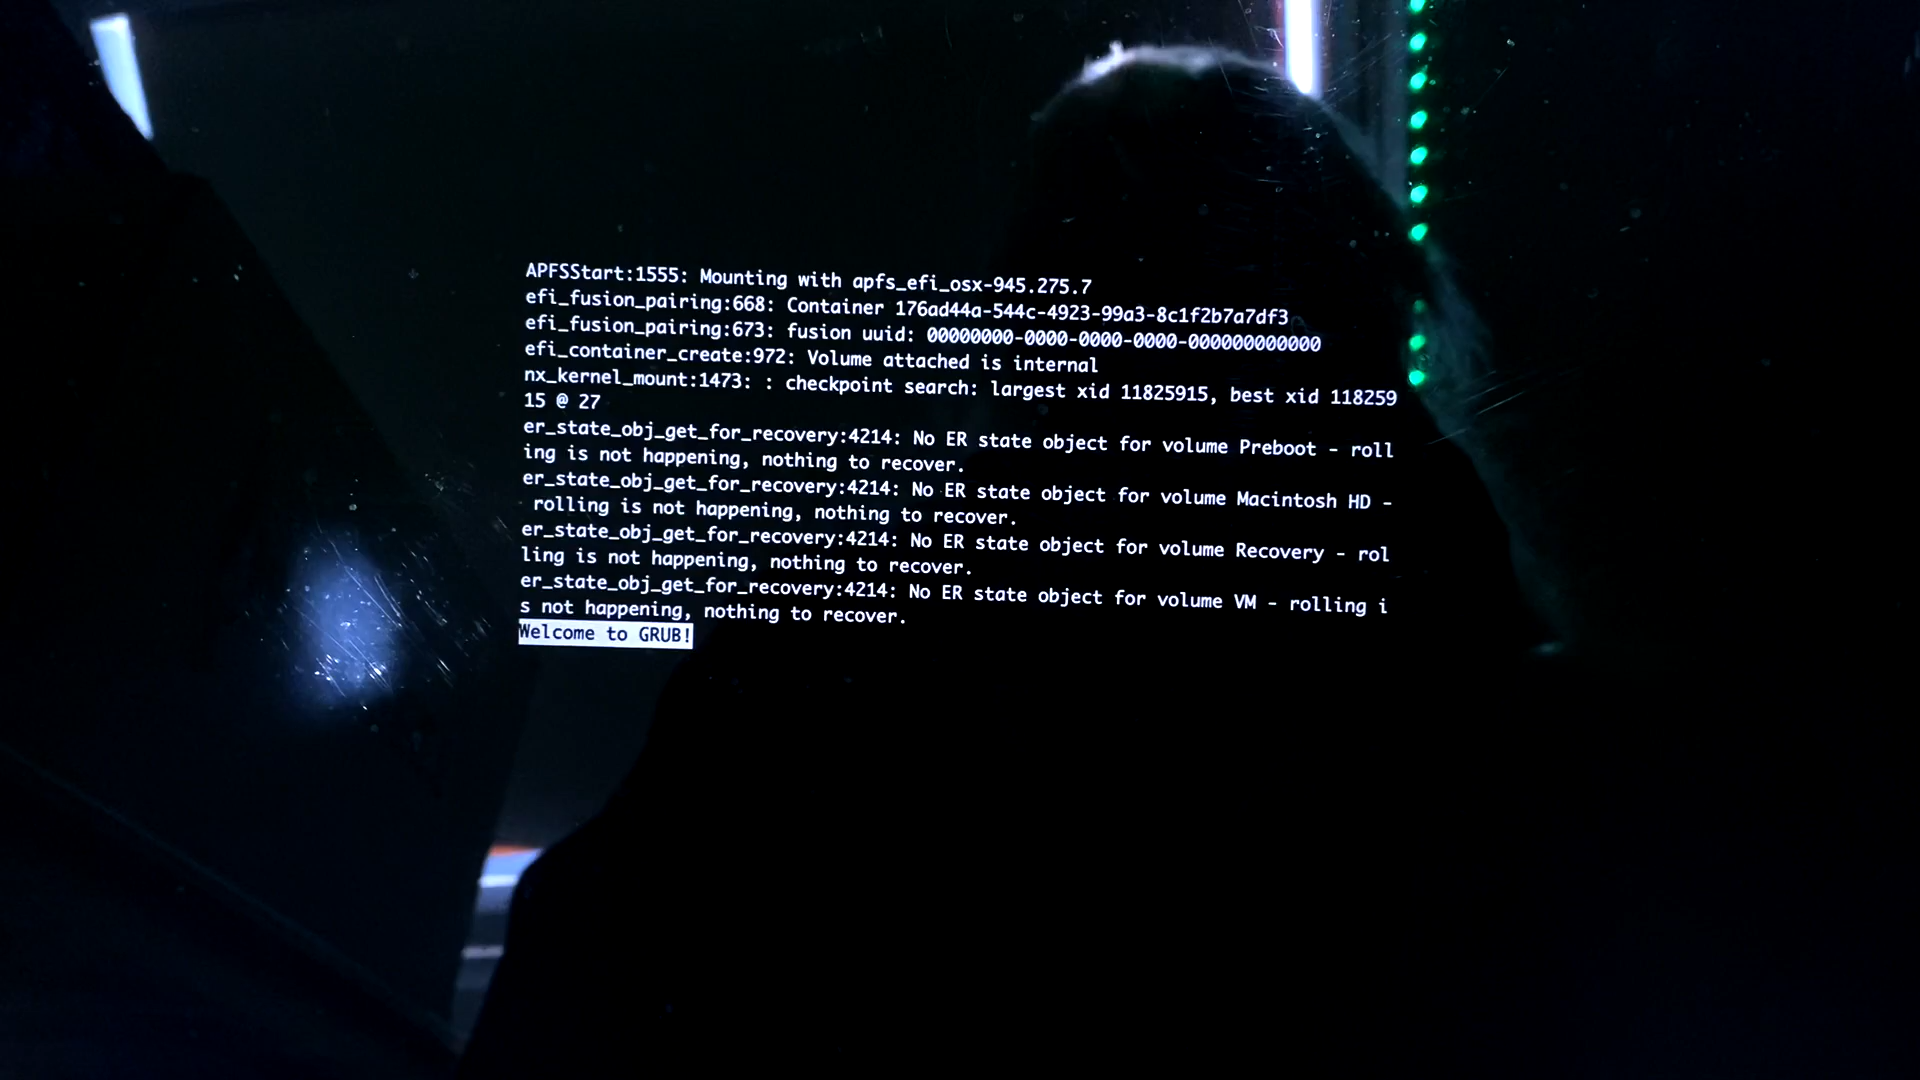 APFSStart:1555: Mounting with apfs_efi_osx-945.275.7
efi_fusion_pairing:668: Container 176ad44a-544c-4923-99a3-8c1f2b7a7df3
efi_fusion_pairing:673: fusion uuid: 00000000-0000-0000-0000-000000000000
efi_container_create:972: Volume attached is internal
nx_kernel_mount:1473: : checkpoint search: largest xid 11825915, best xid 118259
15 @ 27
er_state_obj_get_for_recovery:4214: No ER state object for volume Preboot - roll
ing is not happening, nothing to recover.
er_state_obj_get_for_recovery:4214: No ER state object for volume Macintosh HD -
 rolling is not happening, nothing to recover.
er_state_obj_get_for_recovery:4214: No ER state object for volume Recovery - rol
ling is not happening, nothing to recover.
er_state_obj_get_for_recovery:4214: No ER state object for volume VM - rolling i
s not happening, nothing to recover.
Welcome to GRUB!